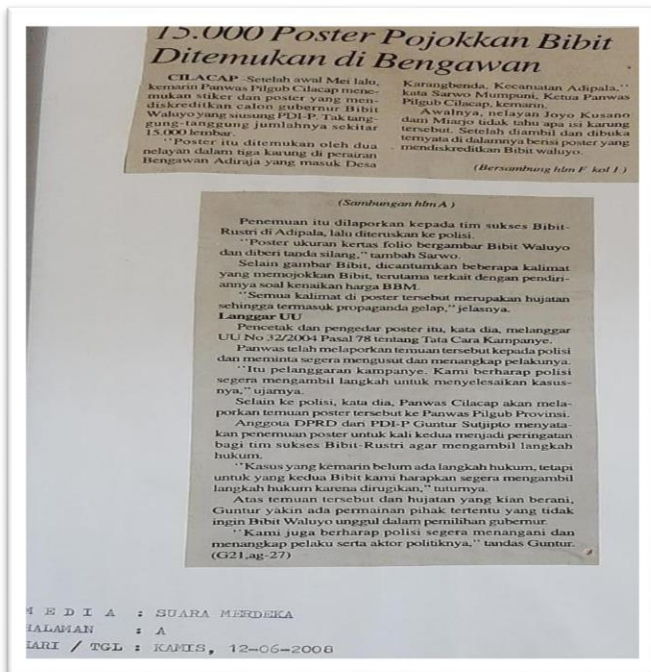 15.000 Poster Pojokkan Bibit
Ditemukan di Bengawan
CILACAP -Setelah awal Mei lalu,
kemarin Panwas Pilgub Cilacap mene-
mukan stiker dan poster yang men-
diskreditkan calon gubernur Bibit
Waluyo yang siusung PDI-P. Tak tang-
gung-tanggung jumlahnya sekitar
15.000 lembar.
''Poster itu ditemukan oleh dua
nelayan dalam tiga karung di perairan
Bengawan Adiraja yang masuk Desa
Karangbenda, Kecamatan Adipala,''
kata Sarwo Mumpuni, Ketua Panwas
Pilgub Cilacap, kemarin.
Awalnya, nelayan Joyo Kusano
dam Miarjo tidak tahu apa isi karung
tersebut. Setelah diambil dan dibuka
ternyata di dalamnya berisi poster yang
mendiskreditkan Bibit waluyo.
(Bersambung hlm F kol 1)
(Sambungan hlm A )
Penemuan itu dilaporkan kepada tim sukses Bibit-
Rustri di Adipala, lalu diteruskan ke polisi.
''Poster ukuran kertas folio bergambar Bibit Waluyo
dan diberi tanda silang,'' tambah Sarwo.
Selain gambar Bibit, dicantumkan beberapa kalimat
yang memojokkan Bibit, terutama terkait dengan pendiri-
annya soal kenaikan harga BBM.
''Semua kalimat di poster tersebut merupakan hujatan
sehingga termasuk propaganda gelap,'' jelasnya.
Langgar UU
Pencetak dan pengedar poster itu, kata dia, melanggar
UU No 32/2004 Pasal 78 tentang Tata Cara Kampanye.
Panwas telah melaporkan temuan tersebut kepada polisi
dan meminta segera mengusut dan menangkap pelakunya.
''Itu pelanggaran kampanye. Kami berharap polisi
segera mengambil langkah untuk menyelesaikan kasus-
nya,'' ujarnya.
Selain ke polisi, kata dia, Panwas Cilacap akan mela-
porkan temuan poster tersebut ke Panwas Pilgub Provinsi.
Anggota DPRD dari PDI-P Guntur Sutjipto menyata-
kan penemuan poster untuk kali kedua menjadi peringatan
bagi tim sukses Bibit-Rustri agar mengambil langkah
hukum.
''Kasus yang kemarin belum ada langkah hukum, tetapi
untuk yang kedua Bibit kami harapkan segera mengambil
langkah hukum karena dirugikan,'' tuturnya.
Atas temuan tersebut dan hujatan yang kian berani,
Guntur yakin ada permainan pihak tertentu yang tidak
ingin Bibit Waluyo unggul dalam pemilihan gubernur.
''Kami juga berharap polisi segera menangani dan
menangkap pelaku serta aktor politiknya,'' tandas Guntur.
(G21,ag-27)
M E D I A : SUARA MERDEKA
HALAMAN : A
HARI / TGL : KAMIS, 12-06-2008